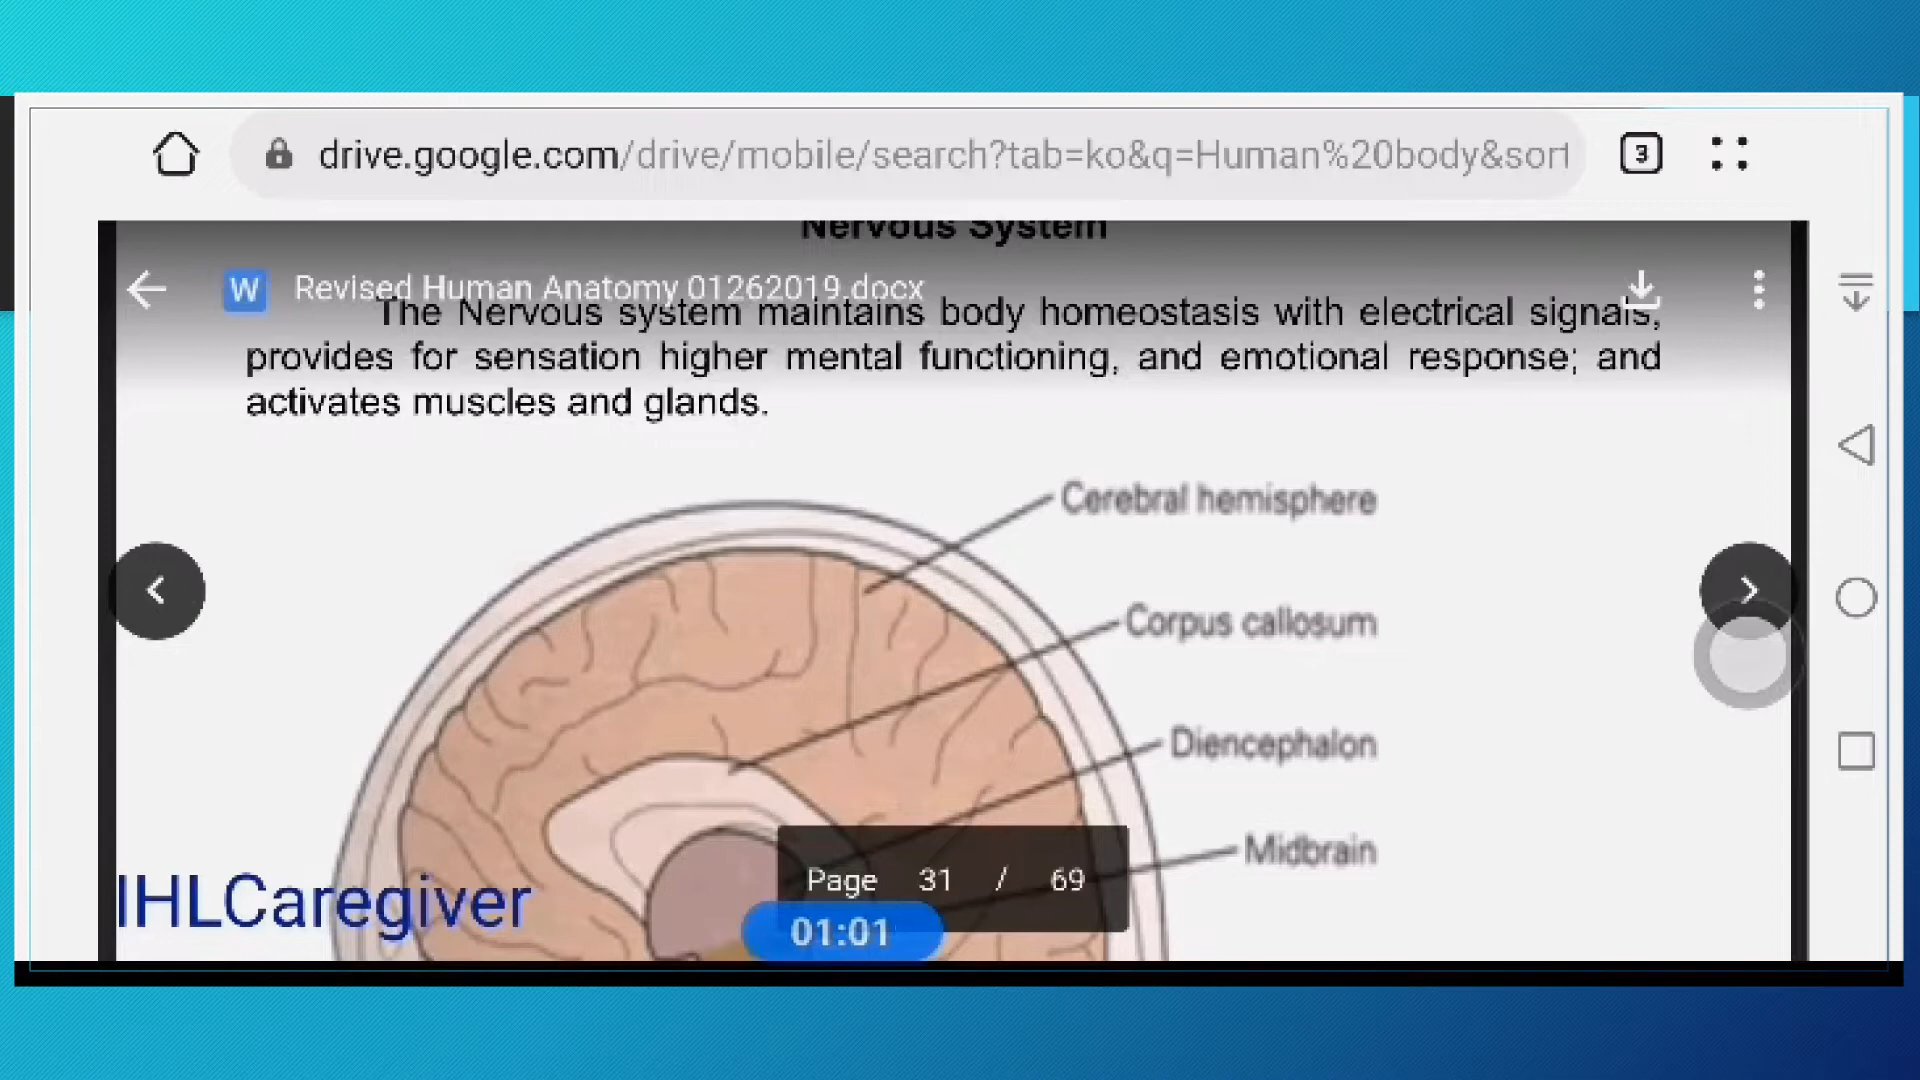 drive.google.com/drive/mobile/search?tab=ko&q=Human%20body&sort
3
Nervous System
W
Revised Human Anatomy 01262019.docx
The Nervous system maintains body homeostasis with electrical signals,
provides for sensation higher mental functioning, and emotional response; and
activates muscles and glands.
Cerebral hemisphere
Corpus callosum
Diencephalon
Midbrain
Page 31 / 69
IHLCaregiver
01:01